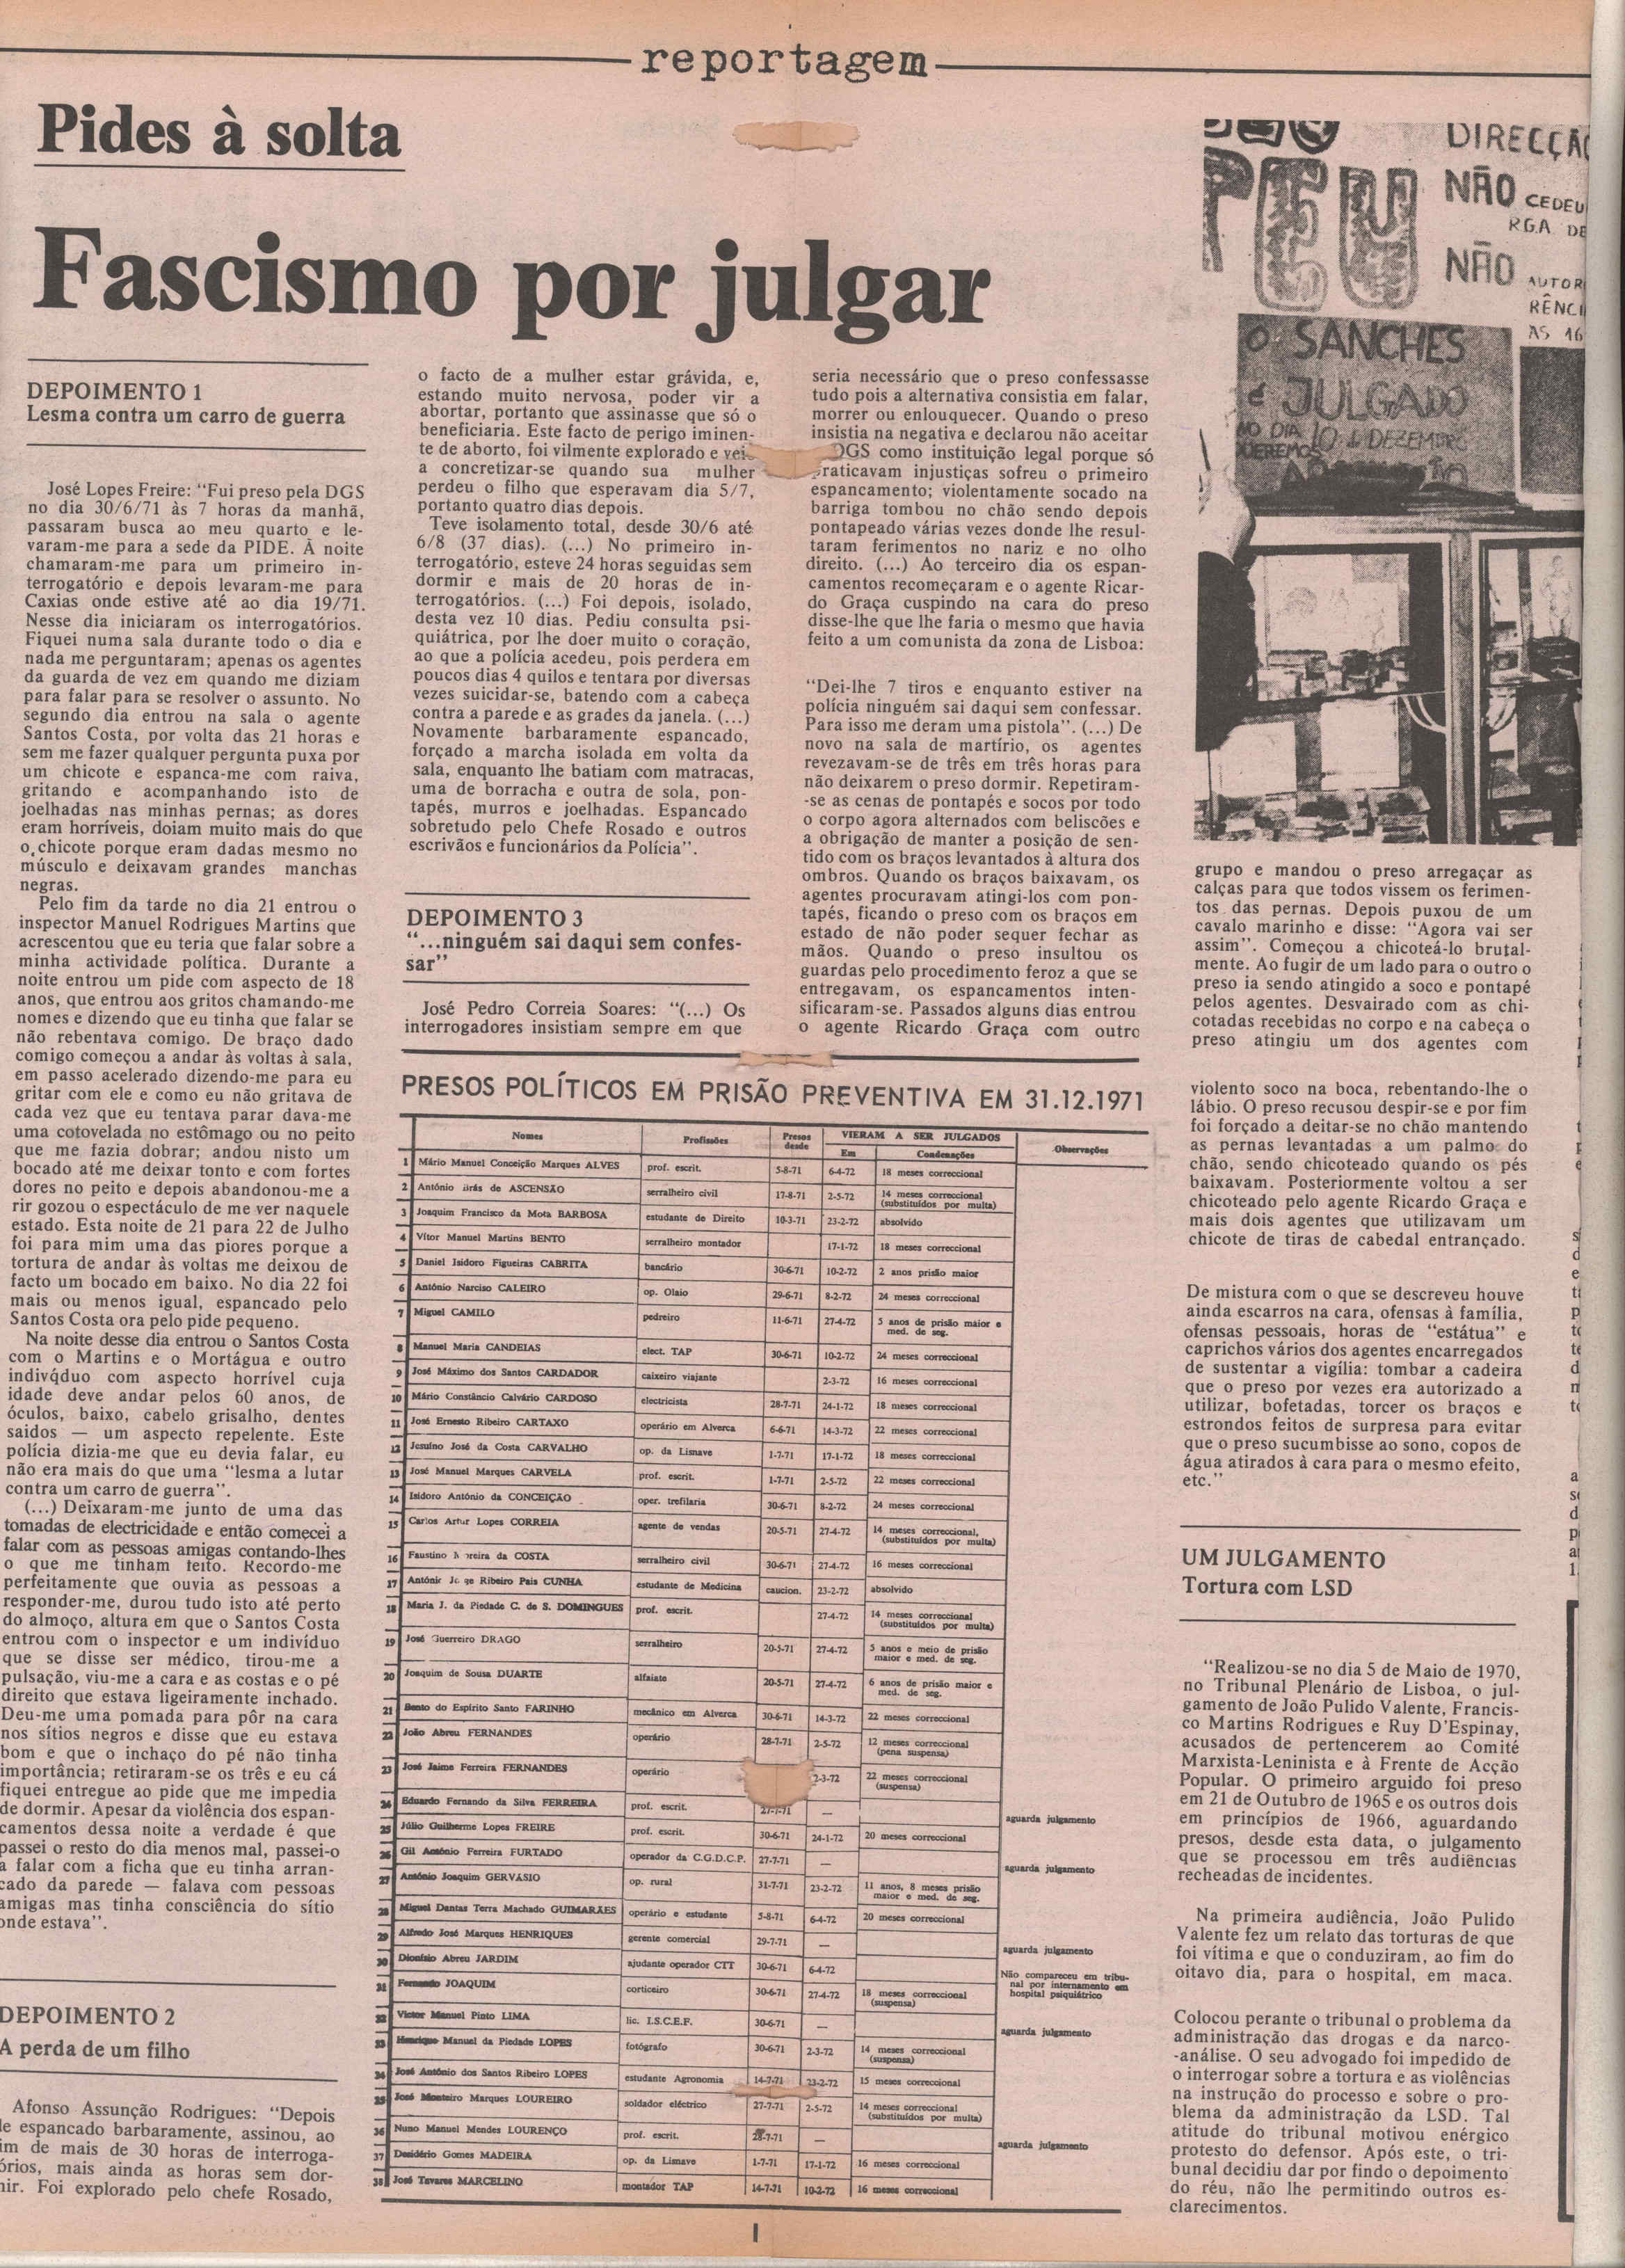 reportagem
Pides à solta
Fascismo por julgar
DEPOIMENTO 1
Lesma contra um carro de guerra
José Lopes Freire: “Fui preso pela DGS
no dia 30/6/71 às 7 horas da manhã,
passaram busca ao meu quarto e le-
varam-me para a sede da PIDE. À noite
chamaram-me para um primeiro in-
terrogatório e depois levaram-me para
Caxias onde estive até ao dia 19/71.
Nesse dia iniciaram os interrogatórios.
Fiquei numa sala durante todo o dia e
nada me perguntaram; apenas os agentes
da guarda de vez em quando me diziam
para falar para se resolver o assunto. No
segundo dia entrou na sala o agente
Santos Costa, por volta das 21 horas e
sem me fazer qualquer pergunta puxa por
um chicote e espanca-me com raiva,
gritando e acompanhando isto de
joelhadas nas minhas pernas; as dores
eram horríveis, doiam muito mais do que
o chicote porque eram dadas mesmo no
músculo e deixavam grandes manchas
negras.
Pelo fim da tarde no dia 21 entrou o
inspector Manuel Rodrigues Martins que
acrescentou que eu teria que falar sobre a
minha actividade política. Durante a
noite entrou um pide com aspecto de 18
anos, que entrou aos gritos chamando-me
nomes e dizendo que eu tinha que falar se
não rebentava comigo. De braço dado
comigo começou a andar às voltas à sala,
em passo acelerado dizendo-me para eu
gritar com ele e como eu não gritava de
cada vez que eu tentava parar dava-me
uma cotovelada no estômago ou no peito
que me fazia dobrar; andou nisto um
bocado até me deixar tonto e com fortes
dores no peito e depois abandonou-me a
rir gozou o espectáculo de me ver naquele
estado. Esta noite de 21 para 22 de Julho
foi para mim uma das piores porque a
tortura de andar às voltas me deixou de
facto um bocado em baixo. No dia 22 foi
mais ou menos igual, espancado pelo
Santos Costa ora pelo pide pequeno.
Na noite desse dia entrou o Santos Costa
com o Martins e o Mortágua e outro
indivqduo com aspecto horrível cuja
idade deve andar pelos 60 anos, de
óculos, baixo, cabelo grisalho, dentes
saidos — um aspecto repelente. Este
polícia dizia-me que eu devia falar, eu
não era mais do que uma “lesma a lutar
contra um carro de guerra”.
(...) Deixaram-me junto de uma das
tomadas de electricidade e então comecei a
falar com as pessoas amigas contando-lhes
o que me tinham feito. Recordo-me
perfeitamente que ouvia as pessoas a
responder-me, durou tudo isto até perto
do almoço, altura em que o Santos Costa
entrou com o inspector e um indivíduo
que se disse ser médico, tirou-me a
pulsação, viu-me a cara e as costas e o pé
direito que estava ligeiramente inchado.
Deu-me uma pomada para pôr na cara
nos sítios negros e disse que eu estava
bom e que o inchaço do pé não tinha
importância; retiraram-se os três e eu cá
fiquei entregue ao pide que me impedia
de dormir. Apesar da violência dos espan-
camentos dessa noite a verdade é que
passei o resto do dia menos mal, passei-o
a falar com a ficha que eu tinha arran-
cado da parede — falava com pessoas
amigas mas tinha consciência do sítio
onde estava”.
DEPOIMENTO 2
A perda de um filho
Afonso Assunção Rodrigues: “Depois
de espancado barbaramente, assinou, ao
im de mais de 30 horas de interroga-
órios, mais ainda as horas sem dor-
nir. Foi explorado pelo chefe Rosado,
o facto de a mulher estar grávida, e,
estando muito nervosa, poder vir a
abortar, portanto que assinasse que só o
beneficiaria. Este facto de perigo iminen-
te de aborto, foi vilmente explorado e veio
a concretizar-se quando sua mulher
perdeu o filho que esperavam dia 5/7,
portanto quatro dias depois.
Teve isolamento total, desde 30/6 até
6/8 (37 dias). (...) No primeiro in-
terrogatório, esteve 24 horas seguidas sem
dormir e mais de 20 horas de in-
terrogatórios. (...) Foi depois, isolado,
desta vez 10 dias. Pediu consulta psi-
quiátrica, por lhe doer muito o coração,
ao que a polícia acedeu, pois perdera em
poucos dias 4 quilos e tentara por diversas
vezes suicidar-se, batendo com a cabeça
contra a parede e as grades da janela. (...)
Novamente barbaramente espancado,
forçado a marcha isolada em volta da
sala, enquanto lhe batiam com matracas,
uma de borracha e outra de sola, pon-
tapés, murros e joelhadas. Espancado
sobretudo pelo Chefe Rosado e outros
escrivãos e funcionários da Polícia”.
DEPOIMENTO 3
“...ninguém sai daqui sem confes-
sar”
José Pedro Correia Soares: “(...) Os
interrogadores insistiam sempre em que
seria necessário que o preso confessasse
tudo pois a alternativa consistia em falar,
morrer ou enlouquecer. Quando o preso
insistia na negativa e declarou não aceitar
DGS como instituição legal porque só
praticavam injustiças sofreu o primeiro
espancamento; violentamente socado na
barriga tombou no chão sendo depois
pontapeado várias vezes donde lhe resul-
taram ferimentos no nariz e no olho
direito. (...) Ao terceiro dia os espan-
camentos recomeçaram e o agente Ricar-
do Graça cuspindo na cara do preso
disse-lhe que lhe faria o mesmo que havia
feito a um comunista da zona de Lisboa:
“Dei-lhe 7 tiros e enquanto estiver na
polícia ninguém sai daqui sem confessar.
Para isso me deram uma pistola”. (...) De
novo na sala de martírio, os agentes
revezavam-se de três em três horas para
não deixarem o preso dormir. Repetiram-
-se as cenas de pontapés e socos por todo
o corpo agora alternados com beliscões e
a obrigação de manter a posição de sen-
tido com os braços levantados à altura dos
ombros. Quando os braços baixavam, os
agentes procuravam atingi-los com pon-
tapés, ficando o preso com os braços em
estado de não poder sequer fechar as
mãos. Quando o preso insultou os
guardas pelo procedimento feroz a que se
entregavam, os espancamentos inten-
sificaram-se. Passados alguns dias entrou
o agente Ricardo Graça com outro
DIRECÇÃO
PEU
NÃO CEDEU
RGA DE
NÃO AUTOR
RÊNCI
AS 16
O SANCHES
é JULGADO
NO DIA 10 de DEZEMBRO
QUEREMOS
grupo e mandou o preso arregaçar as
calças para que todos vissem os ferimen-
tos das pernas. Depois puxou de um
cavalo marinho e disse: “Agora vai ser
assim”. Começou a chicoteá-lo brutal-
mente. Ao fugir de um lado para o outro o
preso ia sendo atingido a soco e pontapé
pelos agentes. Desvairado com as chi-
cotadas recebidas no corpo e na cabeça o
preso atingiu um dos agentes com
violento soco na boca, rebentando-lhe o
lábio. O preso recusou despir-se e por fim
foi forçado a deitar-se no chão mantendo
as pernas levantadas a um palmo do
chão, sendo chicoteado quando os pés
baixavam. Posteriormente voltou a ser
chicoteado pelo agente Ricardo Graça e
mais dois agentes que utilizavam um
chicote de tiras de cabedal entrançado.
De mistura com o que se descreveu houve
ainda escarros na cara, ofensas à família,
ofensas pessoais, horas de “estátua” e
caprichos vários dos agentes encarregados
de sustentar a vigília: tombar a cadeira
que o preso por vezes era autorizado a
utilizar, bofetadas, torcer os braços e
estrondos feitos de surpresa para evitar
que o preso sucumbisse ao sono, copos de
água atirados à cara para o mesmo efeito,
etc.”
UM JULGAMENTO
Tortura com LSD
“Realizou-se no dia 5 de Maio de 1970,
no Tribunal Plenário de Lisboa, o jul-
gamento de João Pulido Valente, Francis-
co Martins Rodrigues e Ruy D’Espinay,
acusados de pertencerem ao Comité
Marxista-Leninista e à Frente de Acção
Popular. O primeiro arguido foi preso
em 21 de Outubro de 1965 e os outros dois
em princípios de 1966, aguardando
presos, desde esta data, o julgamento
que se processou em três audiências
recheadas de incidentes.
Na primeira audiência, João Pulido
Valente fez um relato das torturas de que
foi vítima e que o conduziram, ao fim do
oitavo dia, para o hospital, em maca.
Colocou perante o tribunal o problema da
administração das drogas e da narco-
-análise. O seu advogado foi impedido de
o interrogar sobre a tortura e as violências
na instrução do processo e sobre o pro-
blema da administração da LSD. Tal
atitude do tribunal motivou enérgico
protesto do defensor. Após este, o tri-
bunal decidiu dar por findo o depoimento
do réu, não lhe permitindo outros es-
clarecimentos.
PRESOS POLÍTICOS EM PRISÃO PREVENTIVA EM 31.12.1971
Nomes Profissões Presos desde VIERAM A SER JULGADOS Observações
Em Condenações
1 Mário Manuel Conceição Marques ALVES prof. escrit. 5-8-71 6-4-72 18 meses correccional
2 António Brás de ASCENSÃO serralheiro civil 17-8-71 2-5-72 14 meses correccional (substituídos por multa)
3 Joaquim Francisco da Mota BARBOSA estudante de Direito 10-3-71 23-2-72 absolvido
4 Vítor Manuel Martins BENTO serralheiro montador 17-1-72 18 meses correccional
5 Daniel Isidoro Figueiras CABRITA bancário 30-6-71 10-2-72 2 anos prisão maior
6 António Narciso CALEIRO op. Olaio 29-6-71 8-2-72 24 meses correccional
7 Miguel CAMILO pedreiro 11-6-71 27-4-72 5 anos de prisão maior e med. de seg.
8 Manuel Maria CANDEIAS elect. TAP 30-6-71 10-2-72 24 meses correccional
9 José Máximo dos Santos CARDADOR caixeiro viajante 2-3-72 16 meses correccional
10 Mário Constâncio Calvário CARDOSO electricista 28-7-71 24-1-72 18 meses correccional
11 José Ernesto Ribeiro CARTAXO operário em Alverca 6-6-71 14-3-72 22 meses correccional
12 Jesuíno José da Costa CARVALHO op. da Lisnave 1-7-71 17-1-72 18 meses correccional
13 José Manuel Marques CARVELA prof. escrit. 1-7-71 2-5-72 22 meses correccional
14 Isidoro António da CONCEIÇÃO oper. trefilaria 30-6-71 8-2-72 24 meses correccional
15 Carlos Artur Lopes CORREIA agente de vendas 20-5-71 27-4-72 14 meses correccional, (substituídos por multa)
16 Faustino Moreira da COSTA serralheiro civil 30-6-71 27-4-72 16 meses correccional
17 António Jorge Ribeiro Pais CUNHA estudante de Medicina caucion. 23-2-72 absolvido
18 Maria J. da Piedade C. de S. DOMINGUES prof. escrit. 27-4-72 14 meses correccional (substituídos por multa)
19 José Guerreiro DRAGO serralheiro 20-5-71 27-4-72 5 anos e meio de prisão maior e med. de seg.
20 Joaquim de Sousa DUARTE alfaiate 20-5-71 27-4-72 6 anos de prisão maior e med. de seg.
21 Bento do Espírito Santo FARINHO mecânico em Alverca 30-6-71 14-3-72 22 meses correccional
22 João Abreu FERNANDES operário 28-7-71 2-5-72 12 meses correccional (pena suspensa)
23 José Jaime Ferreira FERNANDES operário 2-3-72 22 meses correccional (suspensa)
24 Eduardo Fernando da Silva FERREIRA prof. escrit. 27-7-71 — aguarda julgamento
25 Júlio Guilherme Lopes FREIRE prof. escrit. 30-6-71 24-1-72 20 meses correccional
26 Gil António Ferreira FURTADO operador da C.G.D.C.P. 27-7-71 — aguarda julgamento
27 António Joaquim GERVÁSIO op. rural 31-7-71 23-2-72 11 anos, 8 meses prisão maior e med. de seg.
28 Miguel Dantas Terra Machado GUIMARÃES operário e estudante 5-8-71 6-4-72 20 meses correccional
29 Alfredo José Marques HENRIQUES gerente comercial 29-7-71 — aguarda julgamento
30 Dionísio Abreu JARDIM ajudante operador CTT 30-6-71 6-4-72 Não compareceu em tribu- nal por internamento em hospital psiquiátrico
31 Fernando JOAQUIM corticeiro 30-6-71 27-4-72 18 meses correccional (suspensa)
32 Victor Manuel Pinto LIMA lic. I.S.C.E.F. 30-6-71 — aguarda julgamento
33 Henrique Manuel da Piedade LOPES fotógrafo 30-6-71 2-3-72 14 meses correccional (suspensa)
34 José António dos Santos Ribeiro LOPES estudante Agronomia 14-7-71 23-2-72 15 meses correccional
35 José Monteiro Marques LOUREIRO soldador eléctrico 27-7-71 2-5-72 14 meses correccional (substituídos por multa)
36 Nuno Manuel Mendes LOURENÇO prof. escrit. 28-7-71 — aguarda julgamento
37 Desidério Gomes MADEIRA op. da Lisnave 1-7-71 17-1-72 16 meses correccional
38 José Tavares MARCELINO montador TAP 14-7-71 10-2-72 16 meses correccional